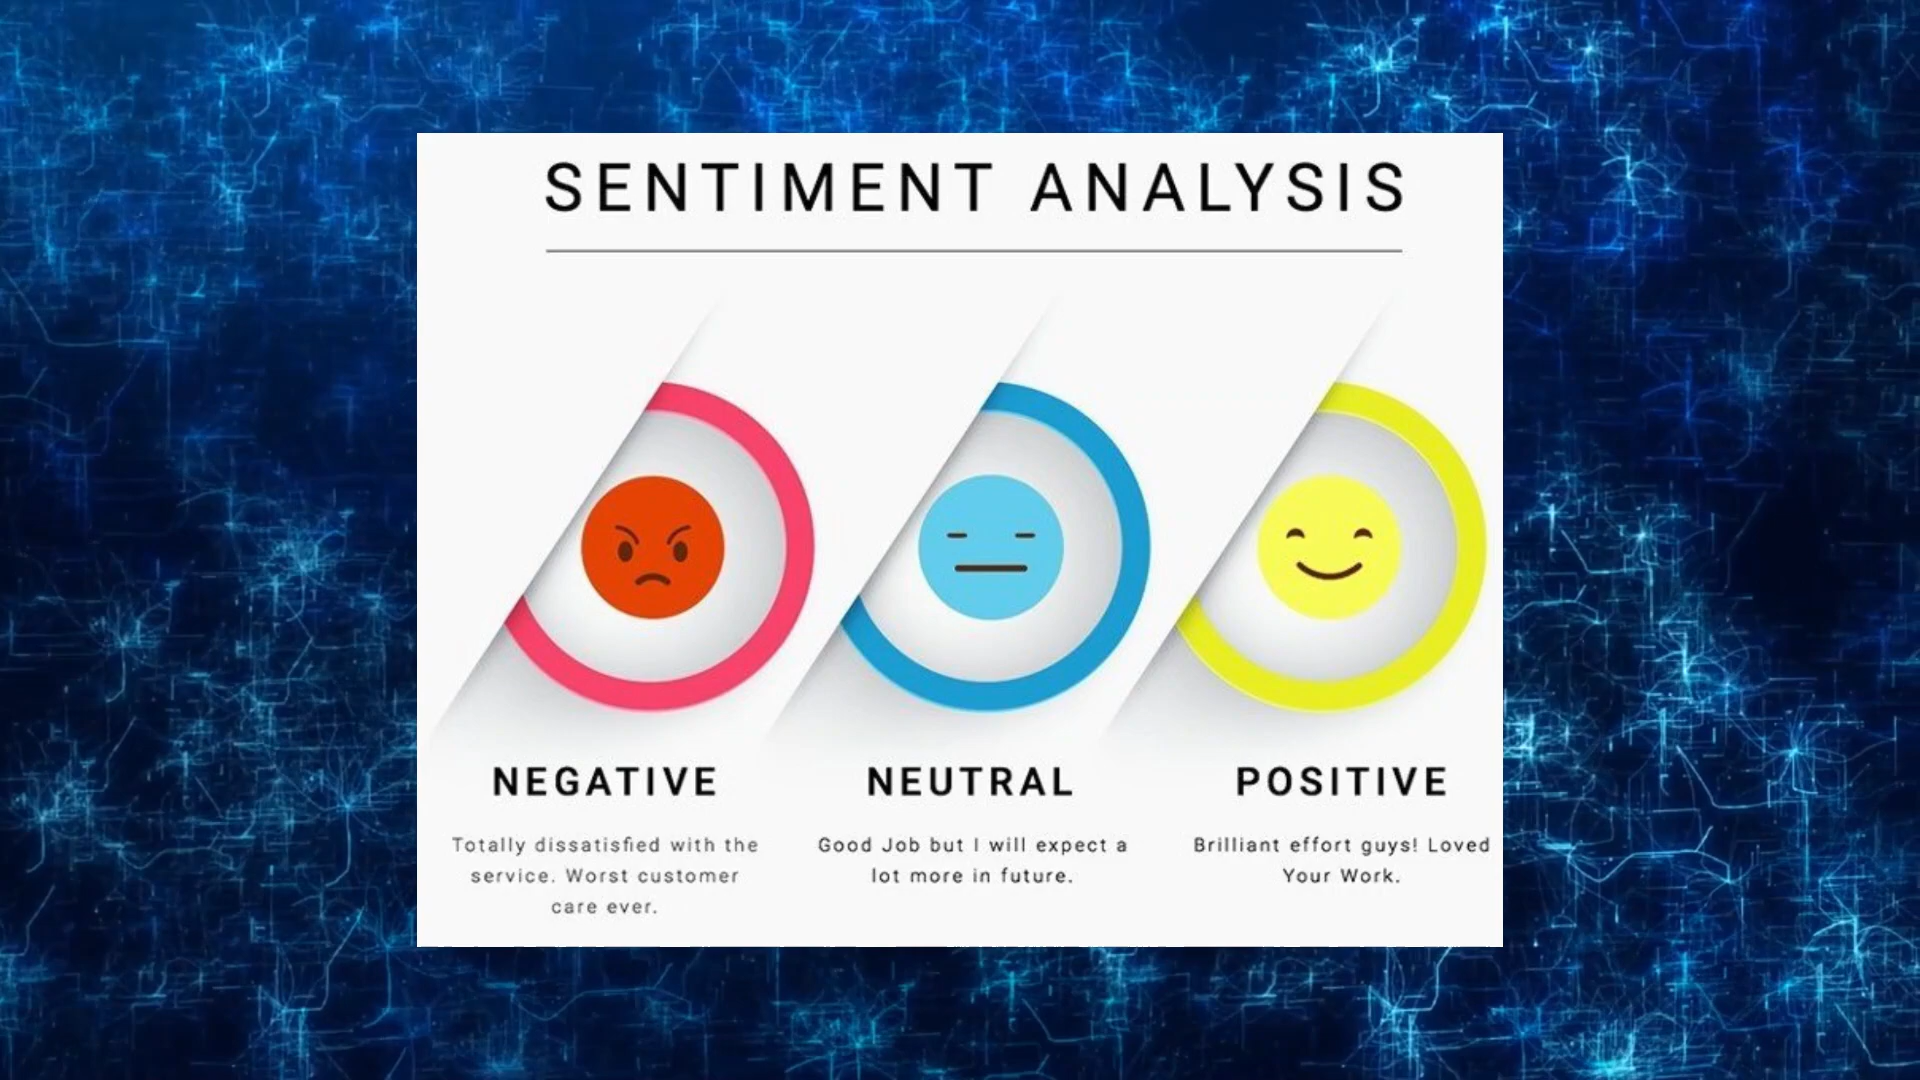 SENTIMENT ANALYSIS
NEGATIVE
Totally dissatisfied with the
service. Worst customer
care ever.
NEUTRAL
Good Job but I will expect a
lot more in future.
POSITIVE
Brilliant effort guys! Loved
Your Work.